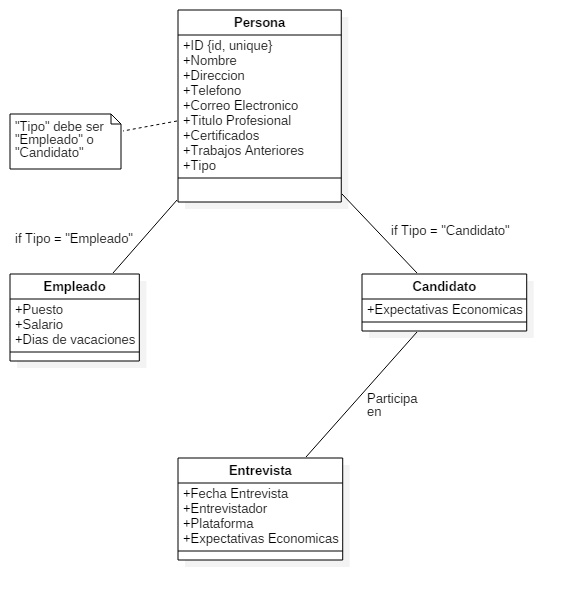 Persona
+ID {id, unique}
+Nombre
+Direccion
+Telefono
+Correo Electronico
+Titulo Profesional
+Certificados
+Trabajos Anteriores
+Tipo
"Tipo" debe ser
"Empleado" o
"Candidato"
if Tipo = "Empleado"
if Tipo = "Candidato"
Empleado
+Puesto
+Salario
+Dias de vacaciones
Candidato
+Expectativas Economicas
Participa
en
Entrevista
+Fecha Entrevista
+Entrevistador
+Plataforma
+Expectativas Economicas